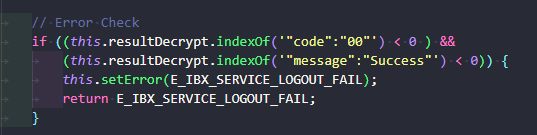 // Error Check
if ((this.resultDecrypt.indexOf('"code":"00"') < 0 ) &&
(this.resultDecrypt.indexOf('"message":"Success"') < 0)) {
this.setError(E_IBX_SERVICE_LOGOUT_FAIL);
return E_IBX_SERVICE_LOGOUT_FAIL;
}